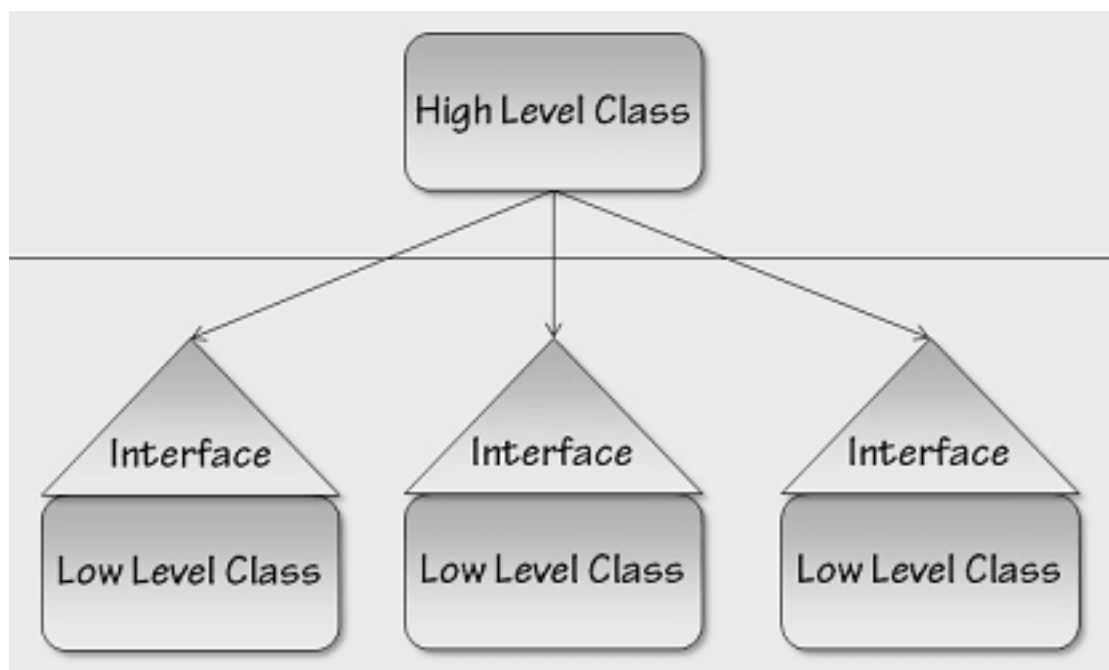 High Level Class
Interface
Interface
Interface
Low Level Class
Low Level Class
Low Level Class